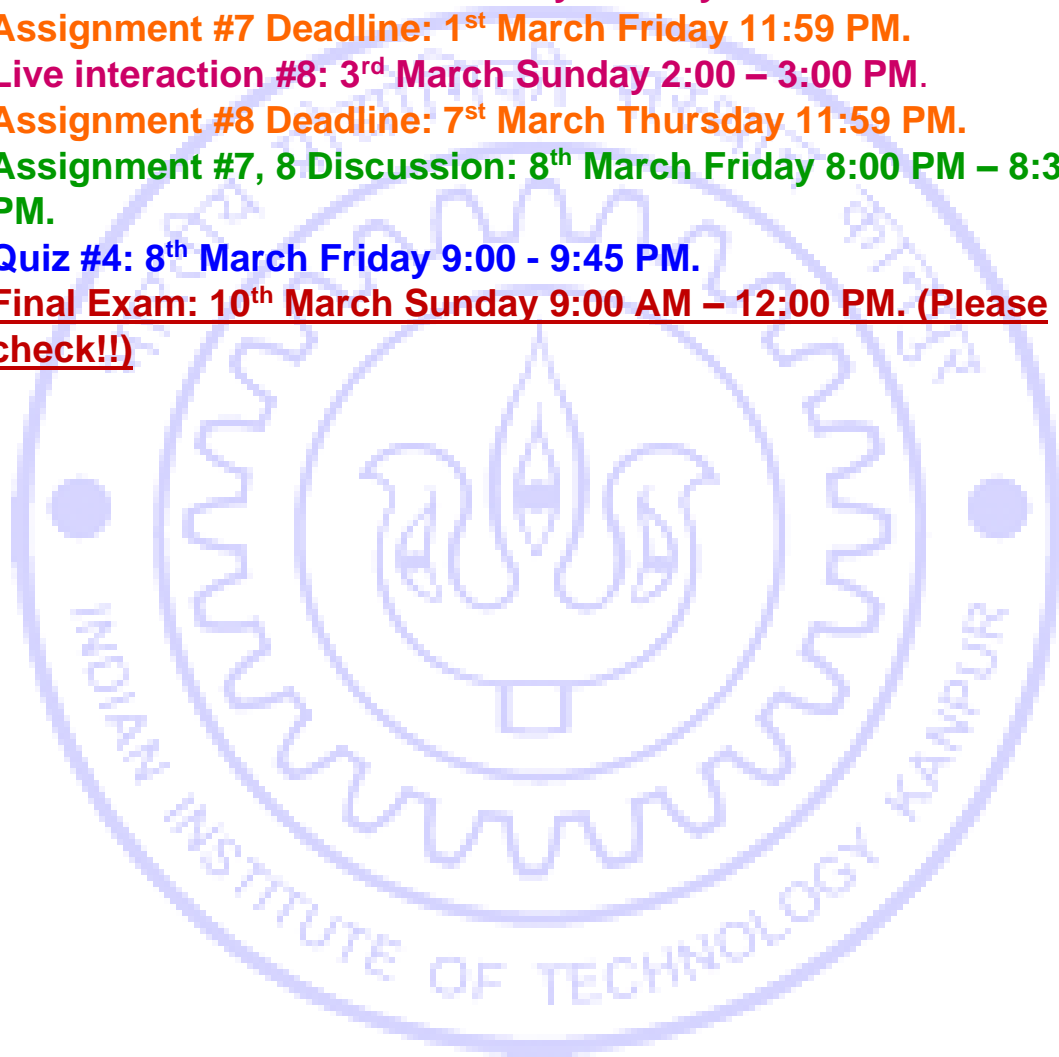 Assignment #7 Deadline: 1st March Friday 11:59 PM.
Live interaction #8: 3rd March Sunday 2:00 – 3:00 PM.
Assignment #8 Deadline: 7st March Thursday 11:59 PM.
Assignment #7, 8 Discussion: 8th March Friday 8:00 PM – 8:3
PM.
Quiz #4: 8th March Friday 9:00 - 9:45 PM.
Final Exam: 10th March Sunday 9:00 AM – 12:00 PM. (Please
check!!)
INDIAN INSTITUTE OF TECHNOLOGY KANPUR